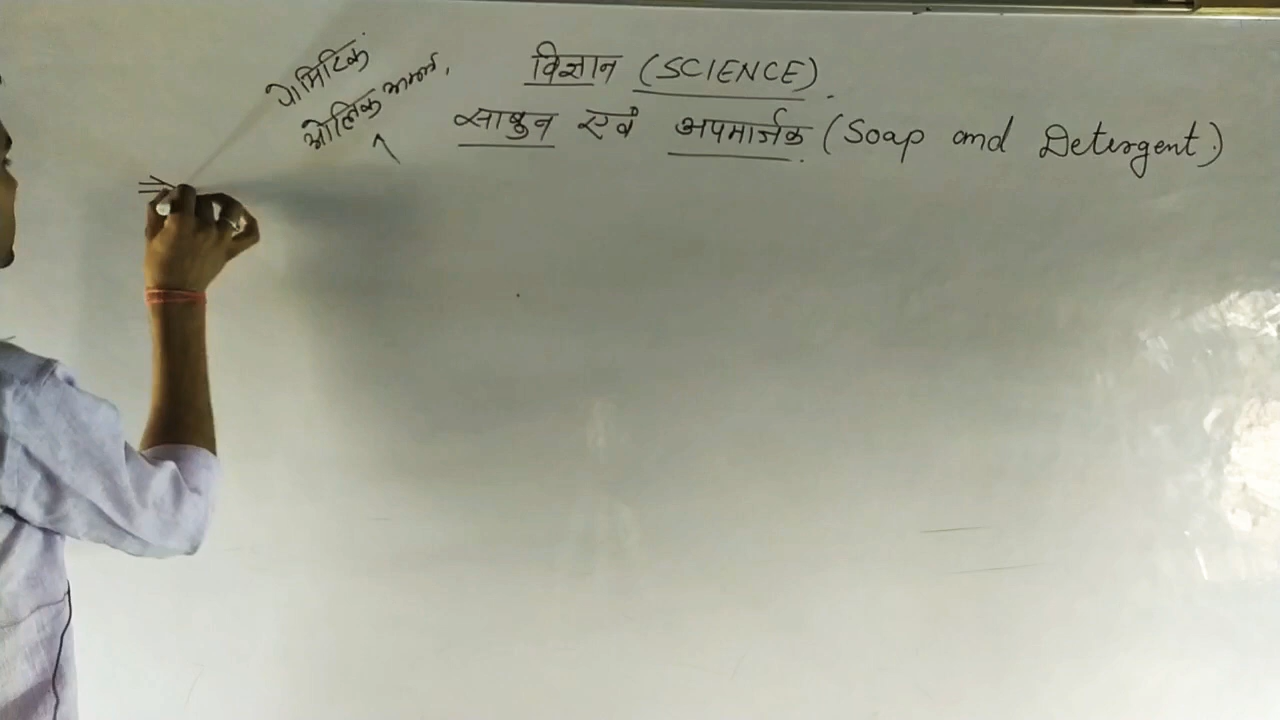 विज्ञान (SCIENCE).
साबुन एवं अपमार्जक (Soap and Detergent.)
पोमिटिक
ओलिक अम्ल,